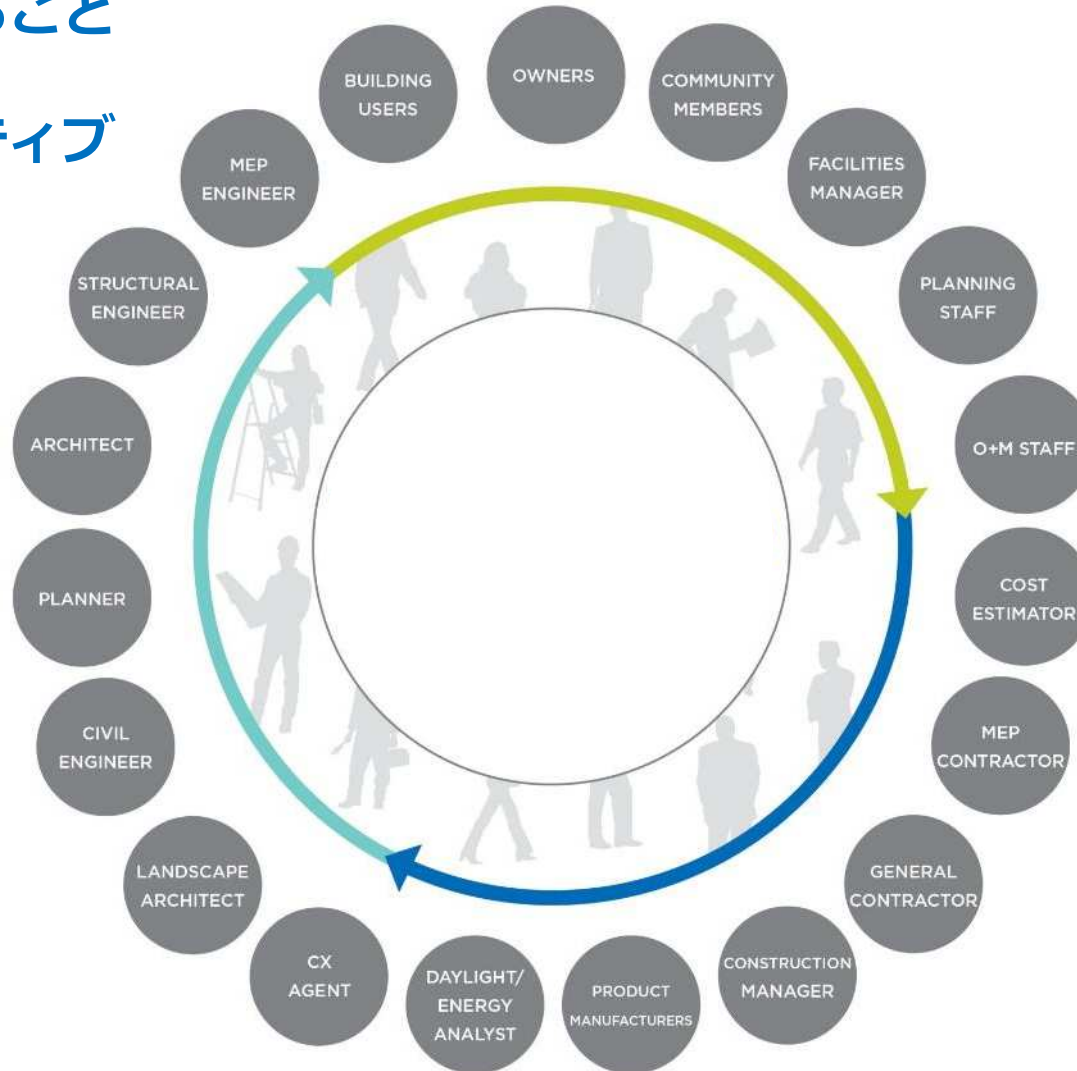 ること
ティブ
OWNERS
COMMUNITY
MEMBERS
FACILITIES
MANAGER
PLANNING
STAFF
O+M STAFF
COST
ESTIMATOR
MEP
CONTRACTOR
GENERAL
CONTRACTOR
CONSTRUCTION
MANAGER
PRODUCT
MANUFACTURERS
DAYLIGHT/
ENERGY
ANALYST
CX
AGENT
LANDSCAPE
ARCHITECT
CIVIL
ENGINEER
PLANNER
ARCHITECT
STRUCTURAL
ENGINEER
MEP
ENGINEER
BUILDING
USERS